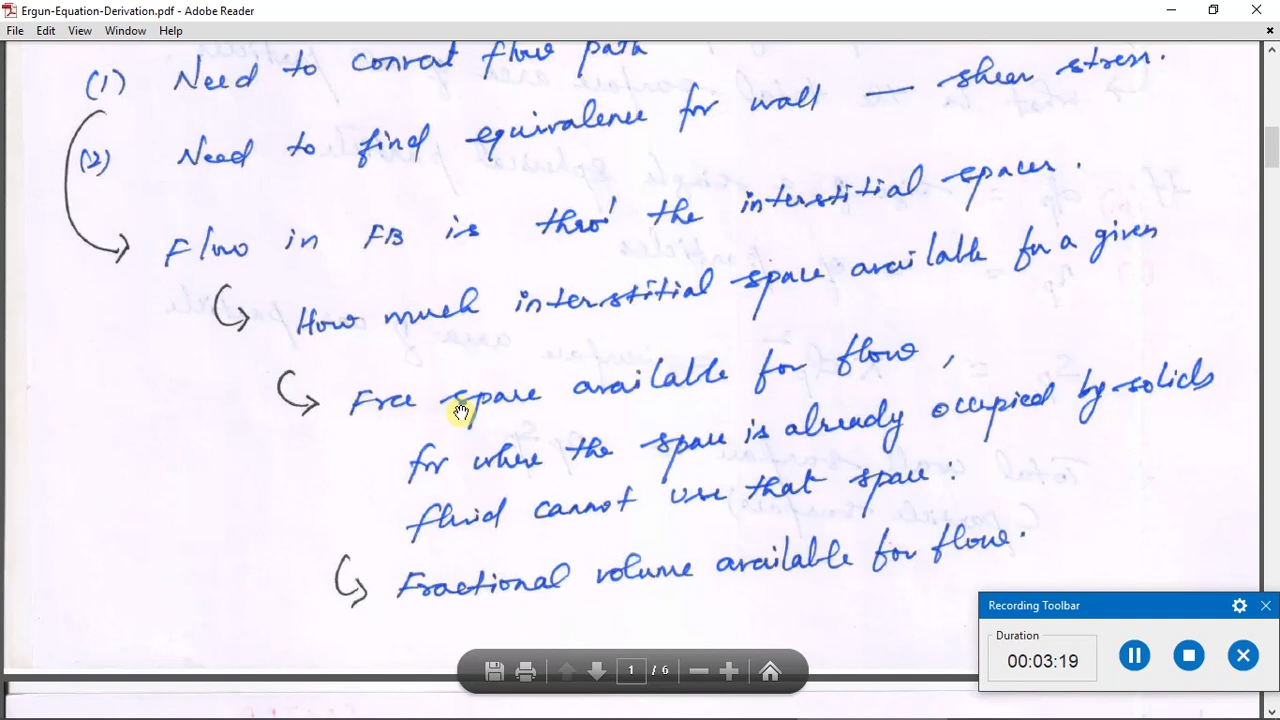 Ergun-Equation-Derivation.pdf - Adobe Reader
File Edit View Window Help
(1) Need to convert flow path
(2) Need to find equivalence for wall — shear stress.
Flow in FB is thro' the interstitial spaces.
How much interstitial space available for a given
Free space available for flow,
for where the space is already occupied by solids
fluid cannot use that space.
Fractional volume available for flow.
Recording Toolbar
Duration
00:03:19
1 / 6